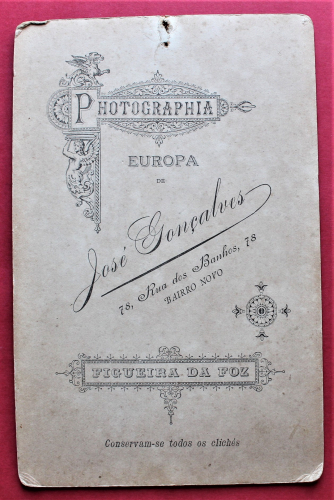 PHOTOGRAPHIA
EUROPA
DE
José Gonçalves
78, Rua dos Banhos, 78
BAIRRO NOVO
FIGUEIRA DA FOZ
Conservam-se todos os clichés